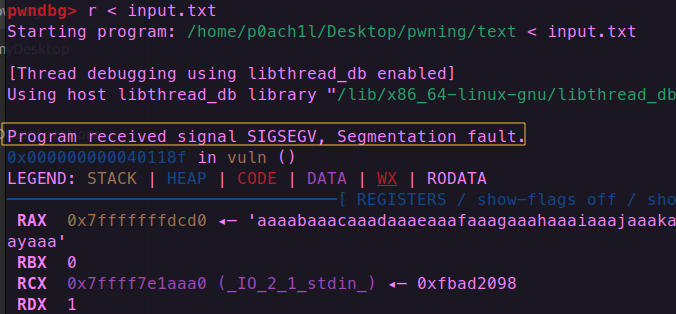 pwndbg> r < input.txt
Starting program: /home/p0ach1l/Desktop/pwning/text < input.txt
myDesktop
[Thread debugging using libthread_db enabled]
Using host libthread_db library "/lib/x86_64-linux-gnu/libthread_db
Program received signal SIGSEGV, Segmentation fault.
0x000000000040118f in vuln ()
LEGEND: STACK | HEAP | CODE | DATA | WX | RODATA
[ REGISTERS / show-flags off / sho
RAX 0x7fffffffdcd0 ◂— 'aaaabaaacaaadaaaeaaafaaagaaahaaaiaaajaaaka
ayaaa'
RBX 0
RCX 0x7ffff7e1aaa0 (_IO_2_1_stdin_) ◂— 0xfbad2098
RDX 1